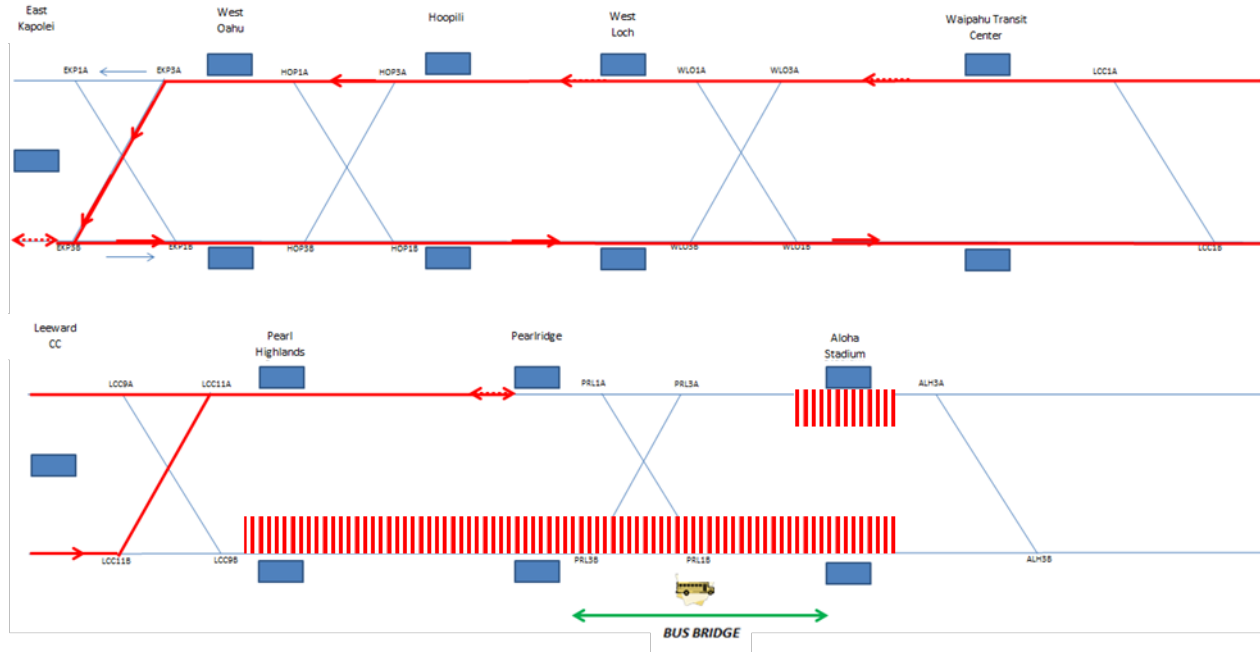 East
Kapolei
West
Oahu
Hoopili
West
Loch
Waipahu Transit
Center
EKP1A
EKP3A
HOP1A
HOP3A
WLO1A
WLO3A
LCC1A
EKP3B
EKP1B
HOP3B
HOP1B
WLO3B
WLO1B
LCC1B
Leeward
CC
Pearl
Highlands
Pearlridge
Aloha
Stadium
LCC9A
LCC11A
PRL1A
PRL3A
ALH3A
LCC11B
LCC9B
PRL3B
PRL1B
ALH3B
BUS BRIDGE